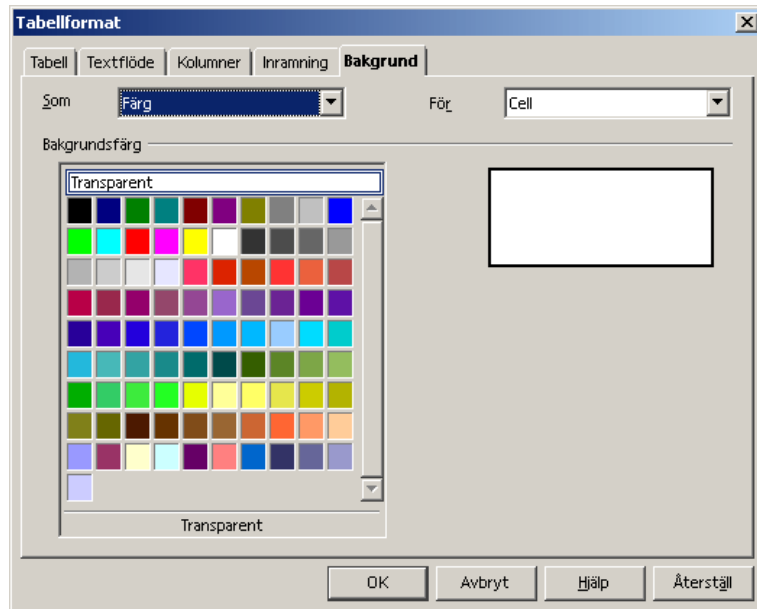 Tabellformat
Tabell Textflöde Kolumner Inramning Bakgrund
Som Färg För Cell
Bakgrundsfärg
Transparent
Transparent
OK Avbryt Hjälp Återställ